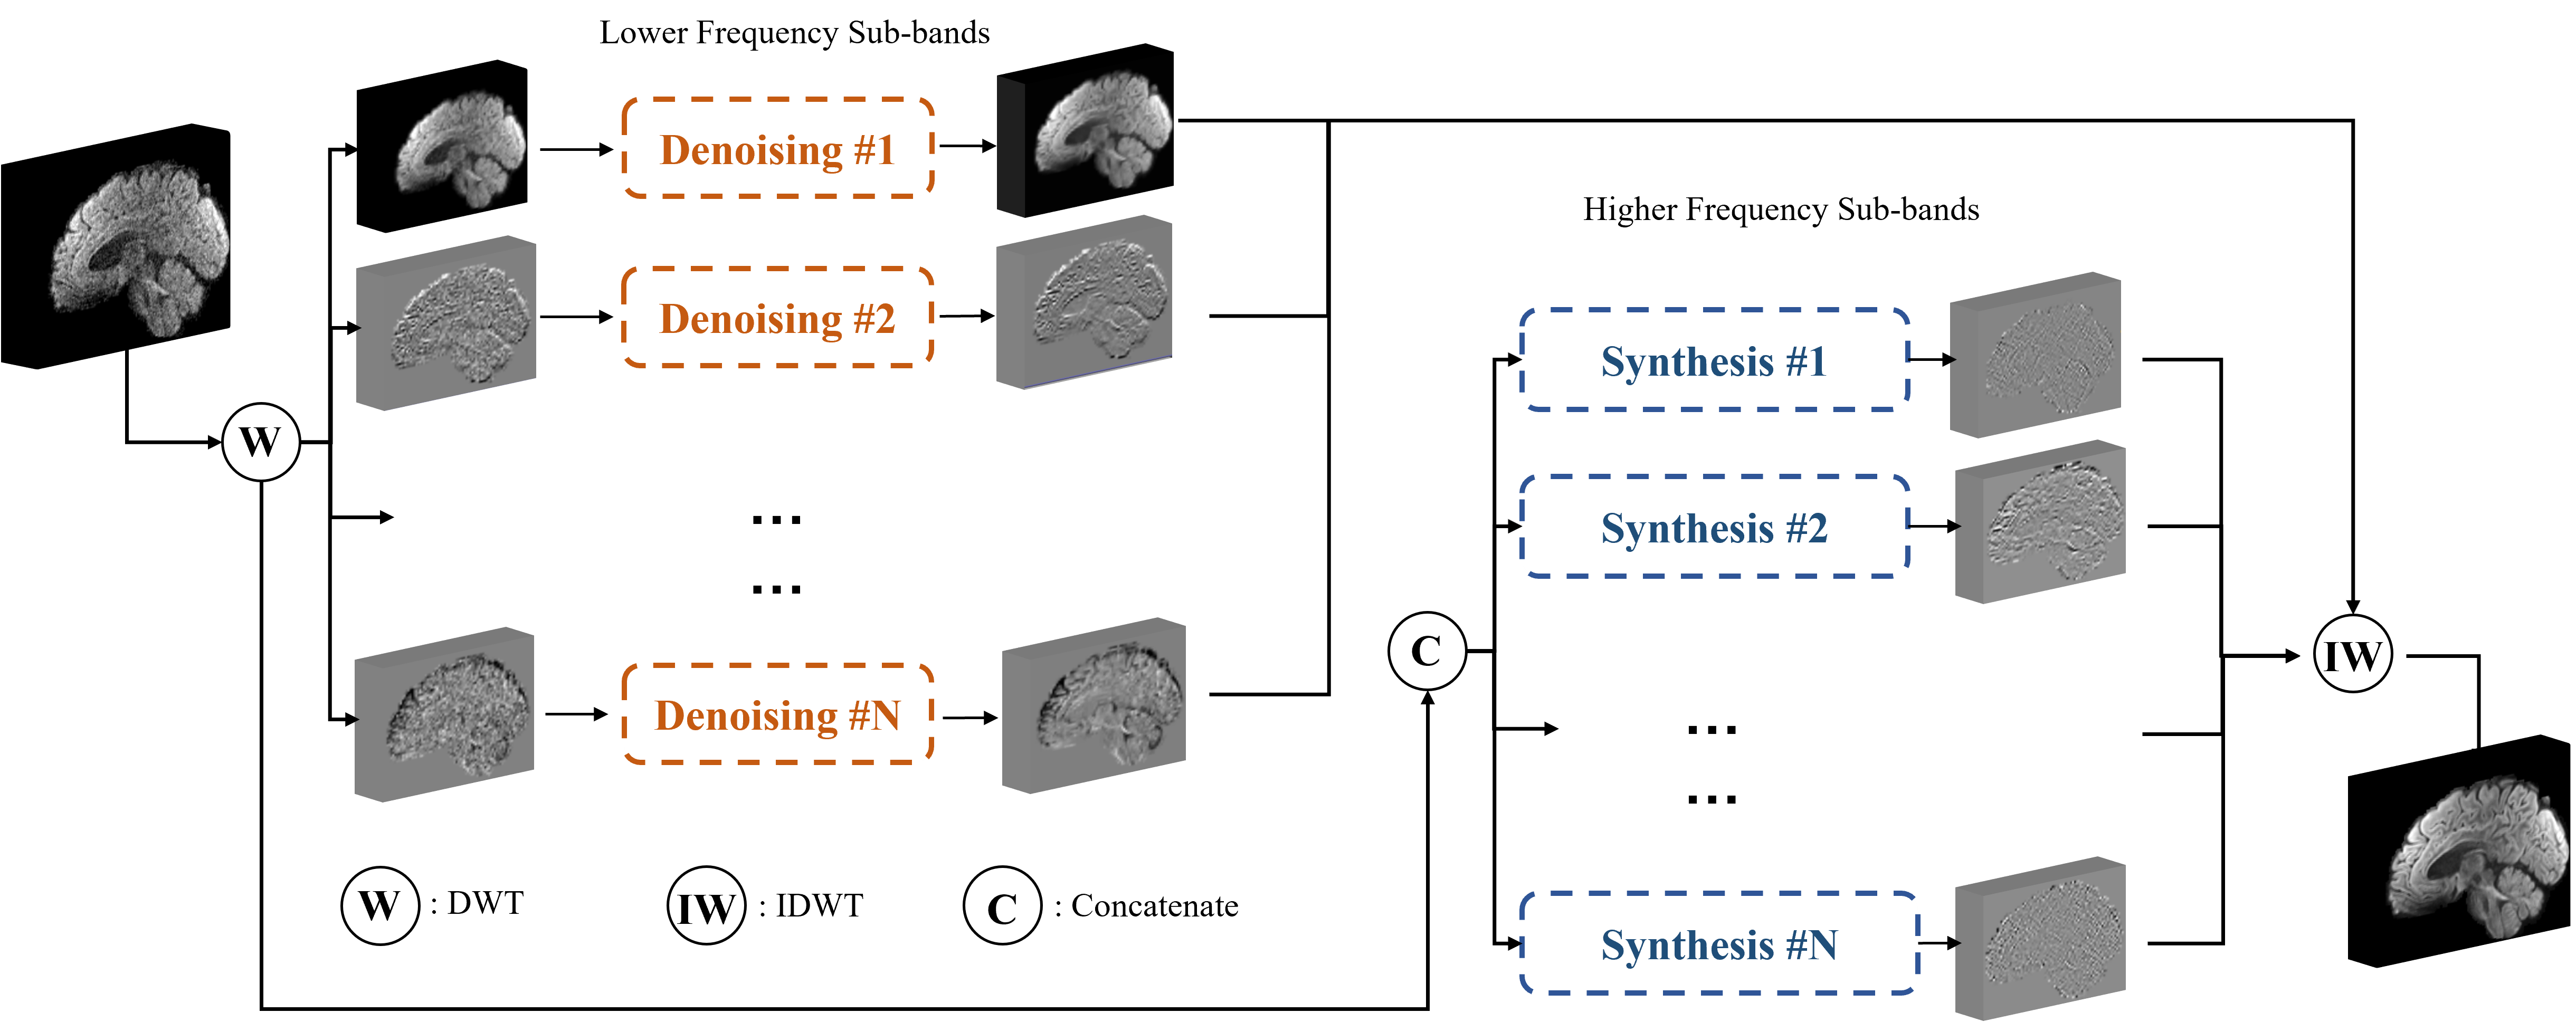 Lower Frequency Sub-bands
Denoising #1
Higher Frequency Sub-bands
Denoising #2
Synthesis #1
W
...
Synthesis #2
...
C
IW
Denoising #N
...
...
W : DWT
IW : IDWT
C : Concatenate
Synthesis #N